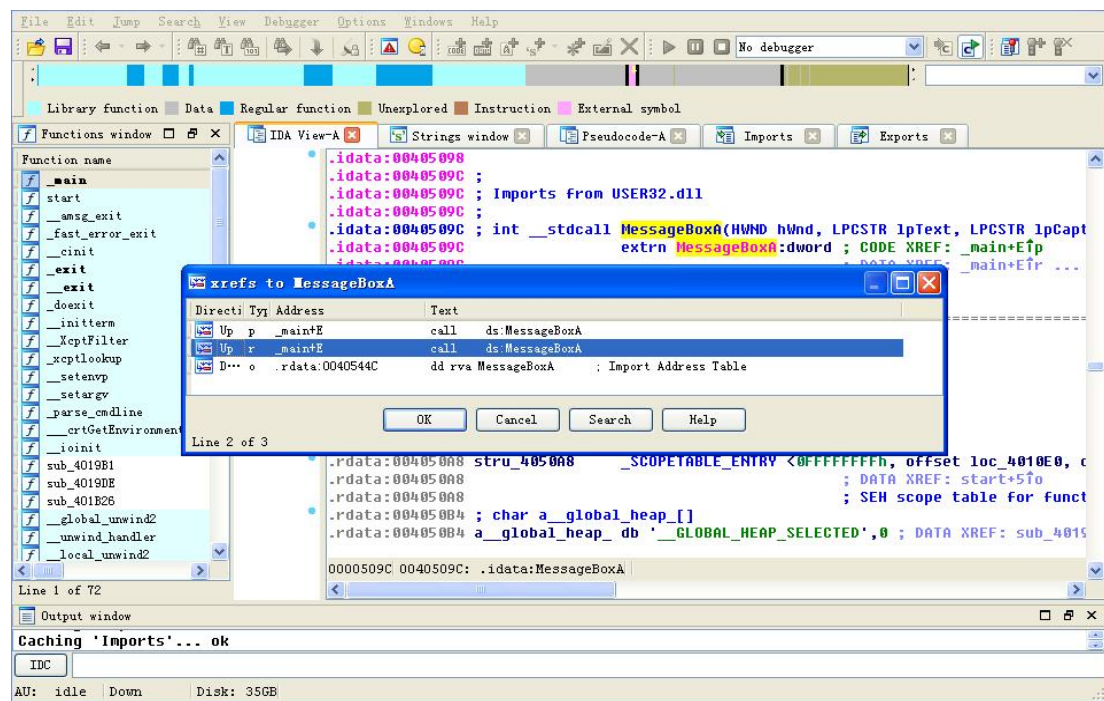 File Edit Jump Search View Debugger Options Windows Help
No debugger
Library function Data Regular function Unexplored Instruction External symbol
Functions window
IDA View-A Strings window Pseudocode-A Imports Exports
Function name
_main
start
__amsg_exit
_fast_error_exit
__cinit
_exit
__exit
_doexit
__initterm
__XcptFilter
_xcptlookup
__setenvp
__setargv
_parse_cmdline
___crtGetEnvironment
__ioinit
sub_4019B1
sub_4019DE
sub_401B26
__global_unwind2
__unwind_handler
__local_unwind2
Line 1 of 72
.idata:00405098
.idata:0040509C ;
.idata:0040509C ; Imports from USER32.dll
.idata:0040509C ;
.idata:0040509C ; int __stdcall MessageBoxA(HWND hWnd, LPCSTR lpText, LPCSTR lpCapt
.idata:0040509C extrn MessageBoxA:dword ; CODE XREF: _main+E↑p
.idata:0040509C ; DATA XREF: _main+E↑r ...
xrefs to MessageBoxA
Directi Typ Address Text
Up p _main+E call ds:MessageBoxA
Up r _main+E call ds:MessageBoxA
D... o .rdata:0040544C dd rva MessageBoxA ; Import Address Table
OK Cancel Search Help
Line 2 of 3
.rdata:004050A8 stru_4050A8 _SCOPETABLE_ENTRY <0FFFFFFFFh, offset loc_4010E0, o
.rdata:004050A8 ; DATA XREF: start+5↑o
.rdata:004050A8 ; SEH scope table for funct
.rdata:004050B4 ; char a__global_heap_[]
.rdata:004050B4 a__global_heap_ db '__GLOBAL_HEAP_SELECTED',0 ; DATA XREF: sub_4019
0000509C 0040509C: .idata:MessageBoxA
Output window
Caching 'Imports'... ok
IDC
AU: idle Down Disk: 35GB